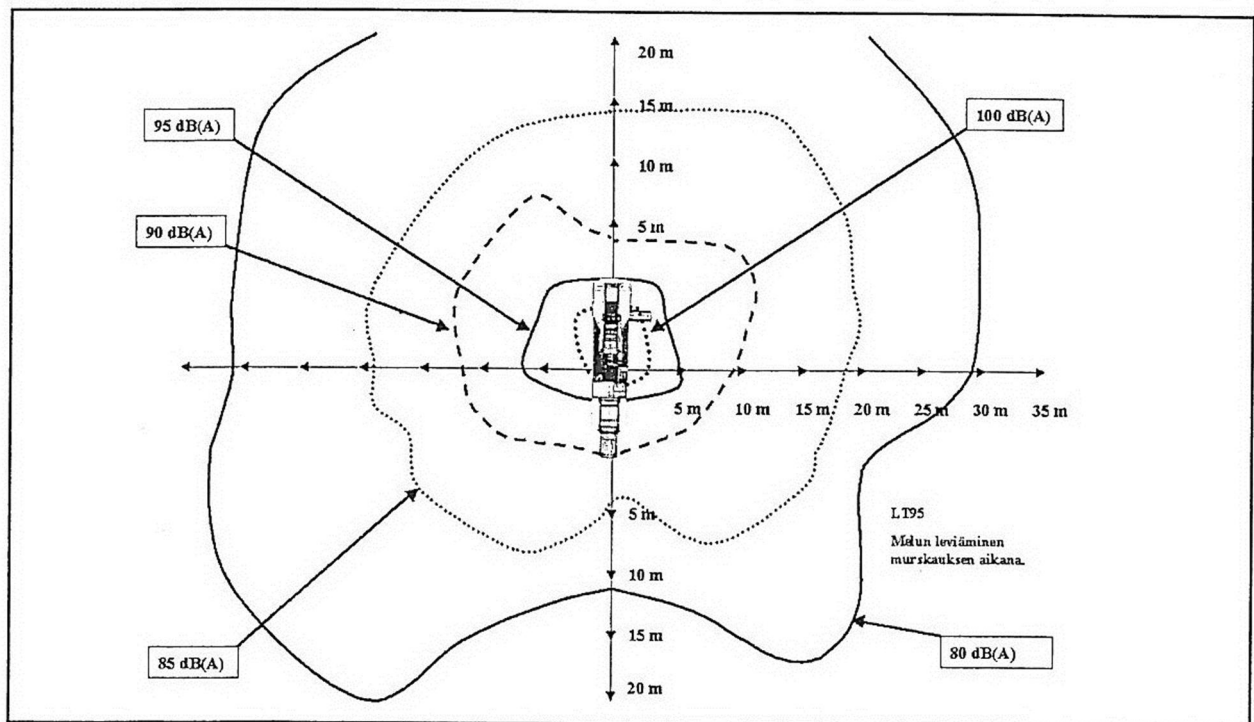 20 m
15 m
95 dB(A)
100 dB(A)
10 m
90 dB(A)
5 m
5 m 10 m 15 m 20 m 25 m 30 m 35 m
5 m
LT95
Melun leviäminen
murskauksen aikana.
10 m
15 m
85 dB(A)
80 dB(A)
20 m